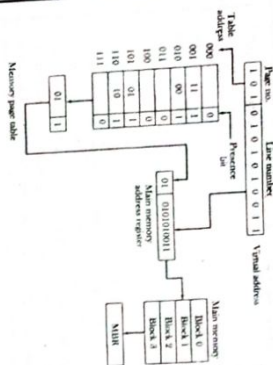 Page no. Line number
1 0 1 0 1 0 1 0 1 0 0 1 1 Virtual address
Table address
Presence bit
000 0
001 11 1
010 00 1
011 0
100 0
101 01 1
110 10 1
111 0
01 1
Memory page table
01 0101010011
Main memory address register
Main memory
Block 0
Block 1
Block 2
Block 3
MBR